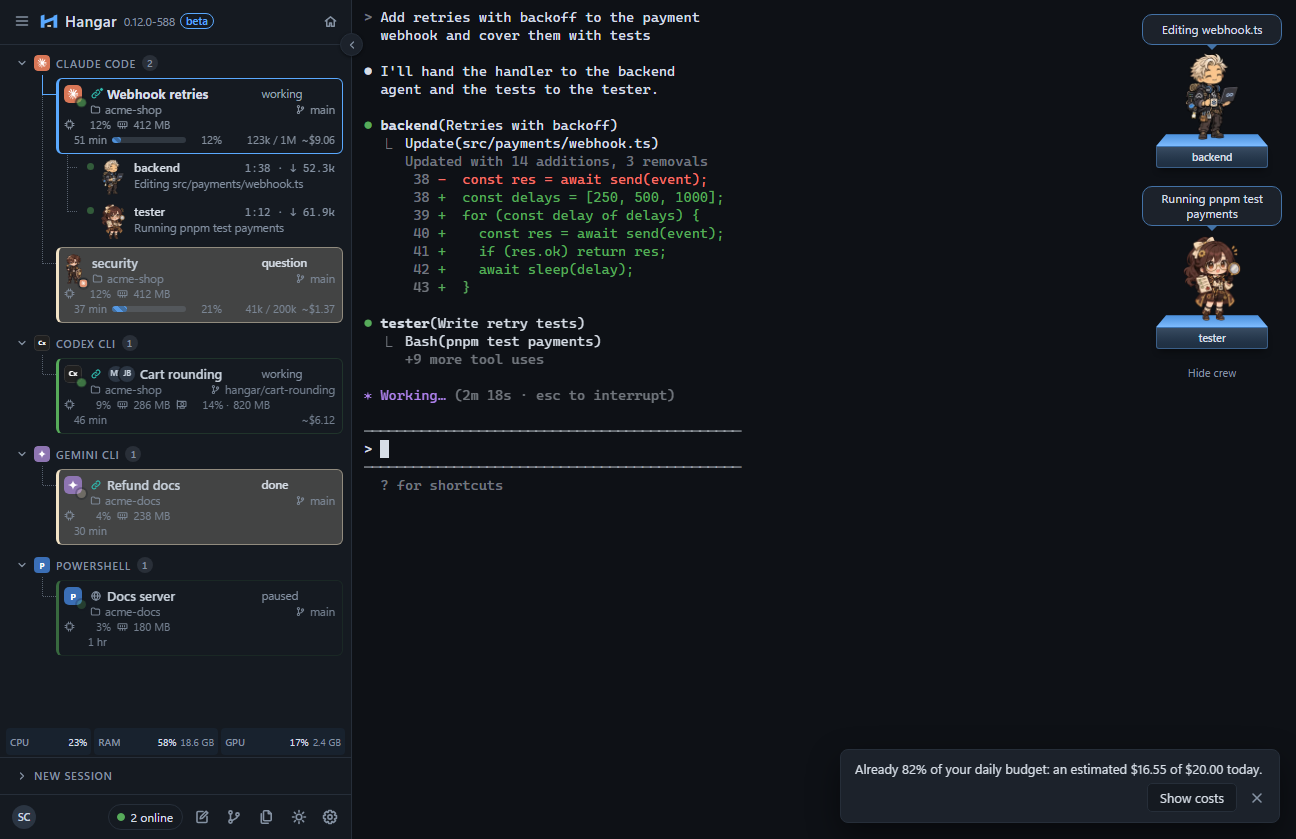 Hangar 0.12.0-588 beta
CLAUDE CODE 2
Webhook retries working
acme-shop main
12% 412 MB
51 min 12% 123k / 1M ~$9.06
backend 1:38 · ↓ 52.3k
Editing src/payments/webhook.ts
tester 1:12 · ↓ 61.9k
Running pnpm test payments
security question
acme-shop main
12% 412 MB
37 min 21% 41k / 200k ~$1.37
CODEX CLI 1
Cx M JB Cart rounding working
acme-shop hangar/cart-rounding
9% 286 MB 14% · 820 MB
46 min ~$6.12
GEMINI CLI 1
Refund docs done
acme-docs main
4% 238 MB
30 min
P POWERSHELL 1
P Docs server paused
acme-docs main
3% 180 MB
1 hr
CPU 23% RAM 58% 18.6 GB GPU 17% 2.4 GB
NEW SESSION
SC 2 online
> Add retries with backoff to the payment
webhook and cover them with tests
● I'll hand the handler to the backend
agent and the tests to the tester.
● backend(Retries with backoff)
⎿ Update(src/payments/webhook.ts)
Updated with 14 additions, 3 removals
38 - const res = await send(event);
38 + const delays = [250, 500, 1000];
39 + for (const delay of delays) {
40 + const res = await send(event);
41 + if (res.ok) return res;
42 + await sleep(delay);
43 + }
● tester(Write retry tests)
⎿ Bash(pnpm test payments)
+9 more tool uses
* Working… (2m 18s · esc to interrupt)
>
? for shortcuts
Editing webhook.ts
backend
Running pnpm test
payments
tester
Hide crew
Already 82% of your daily budget: an estimated $16.55 of $20.00 today.
Show costs